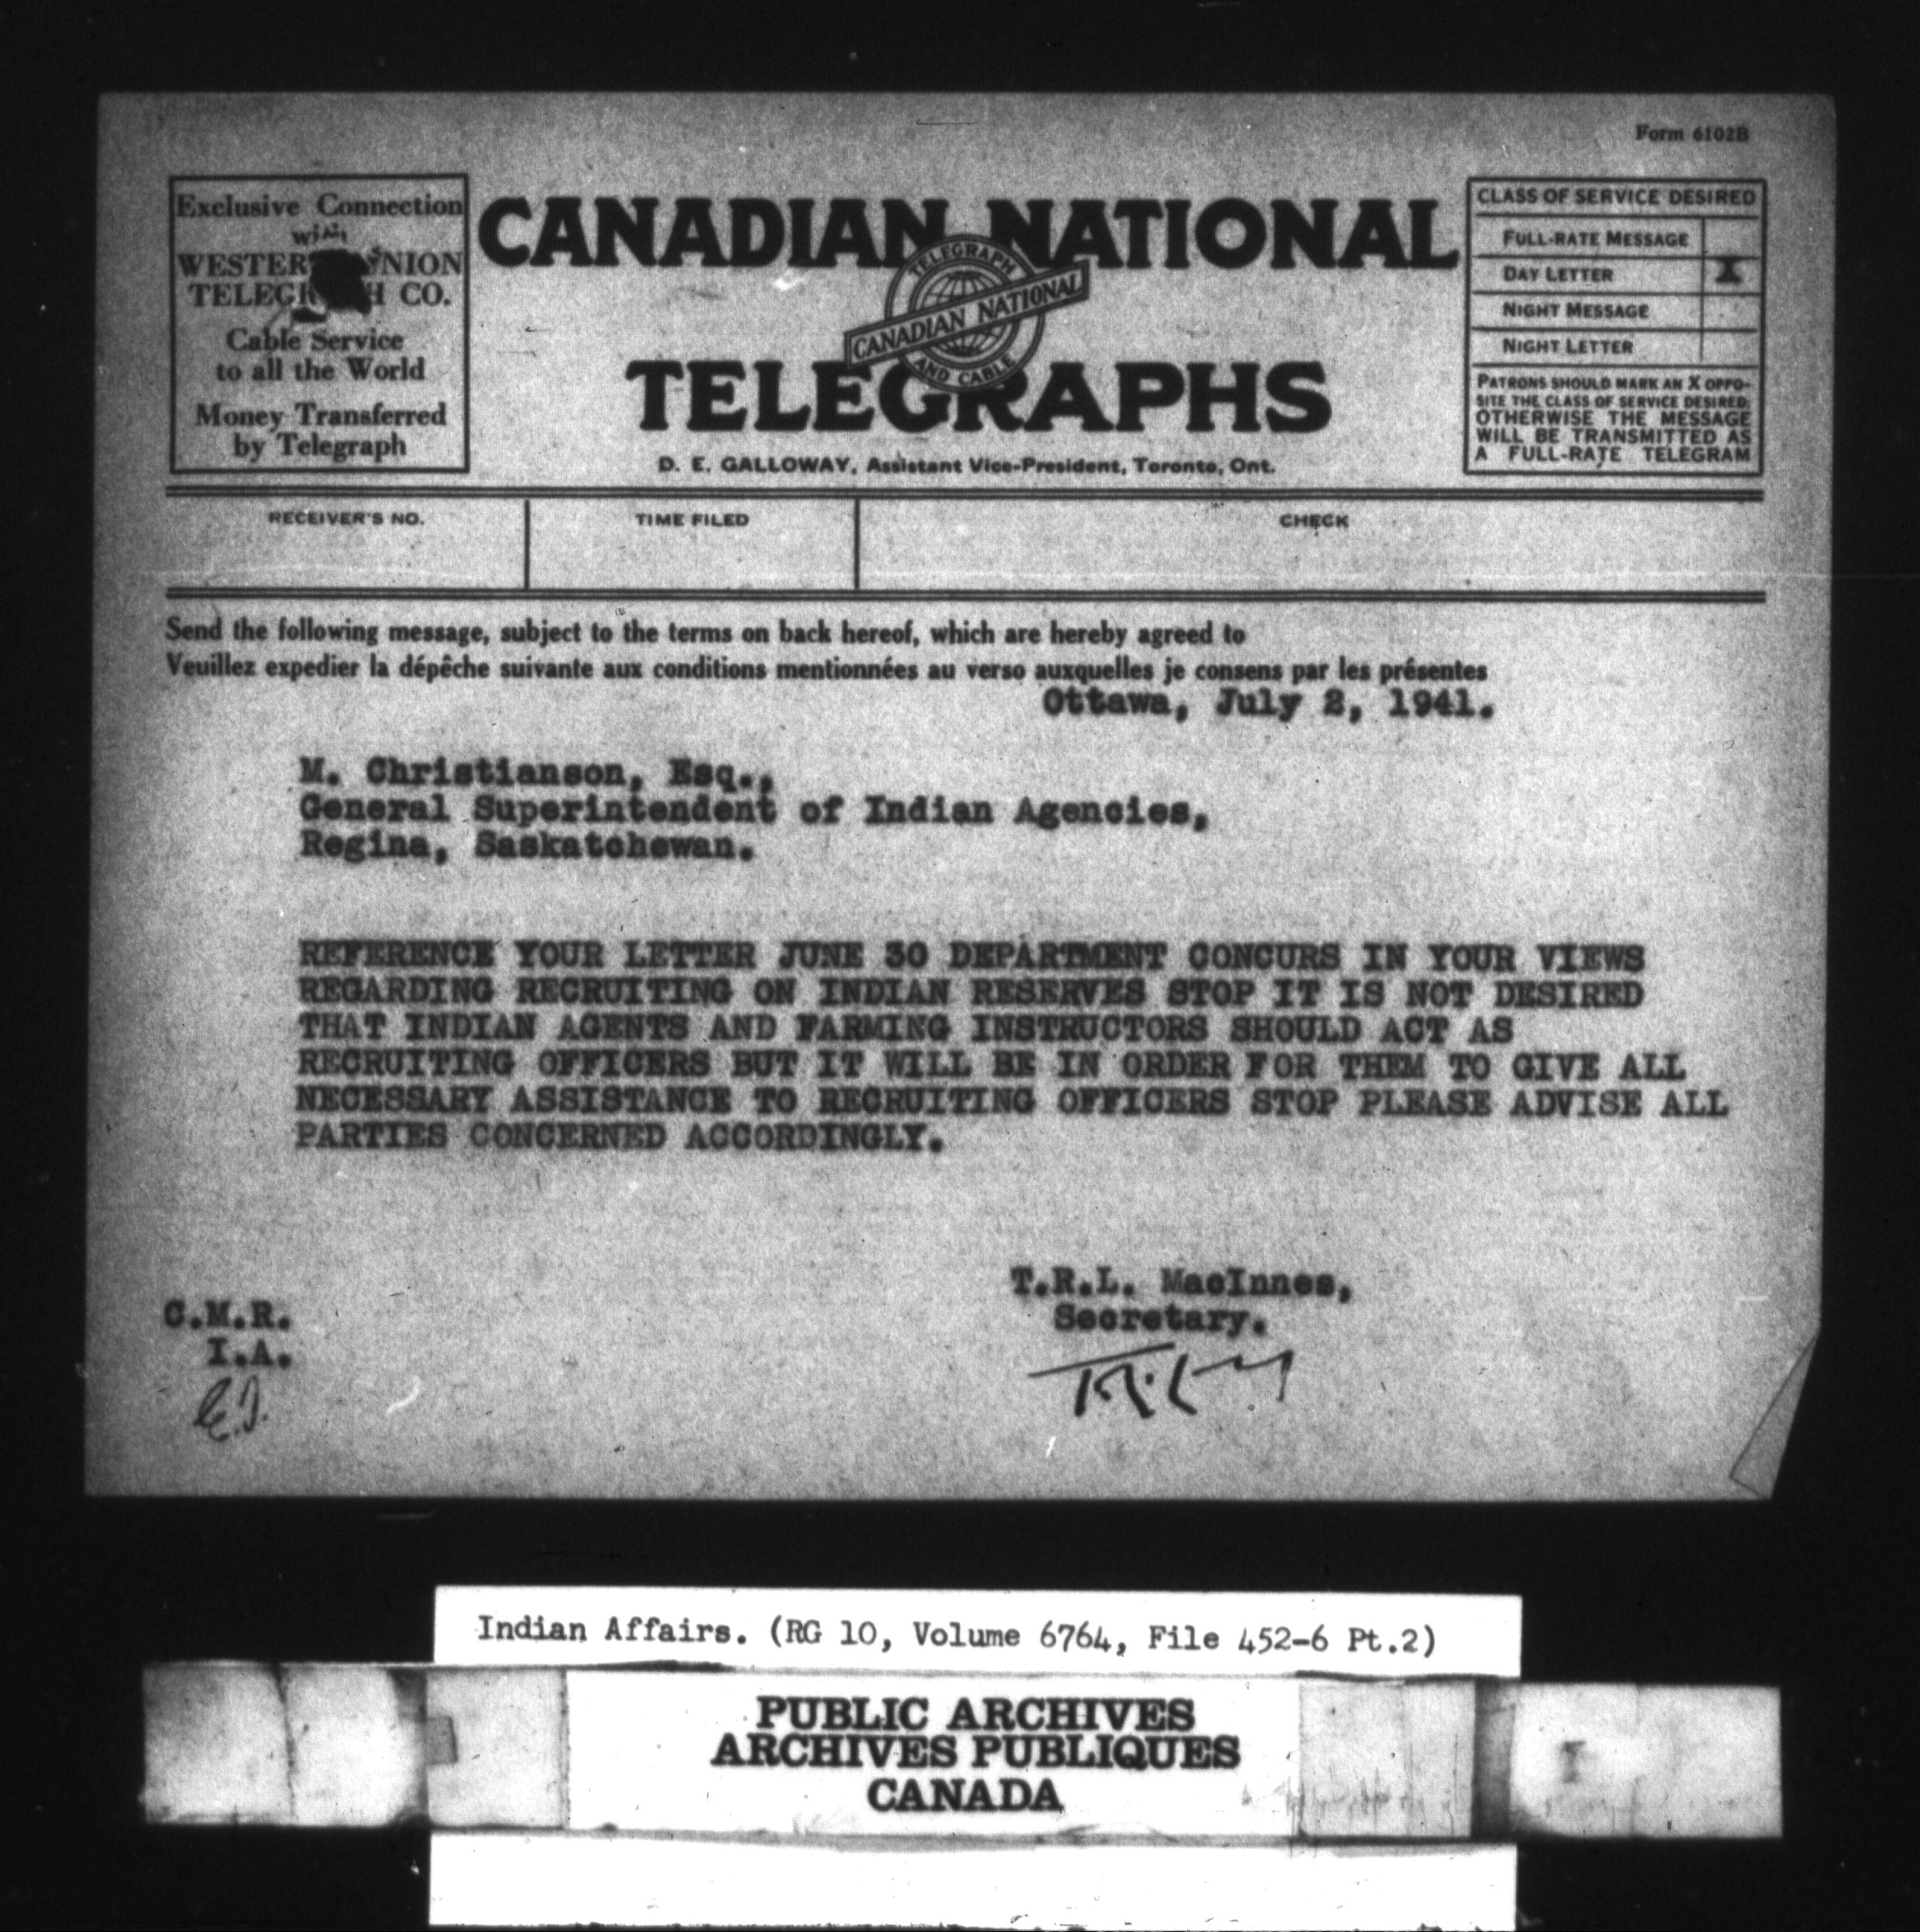 Form 6102B
Exclusive Connection
with
WESTERN UNION
TELEGRAPH CO.
Cable Service
to all the World
Money Transferred
by Telegraph
CANADIAN NATIONAL
TELEGRAPH
CANADIAN NATIONAL
AND CABLE
TELEGRAPHS
D. E. GALLOWAY, Assistant Vice-President, Toronto, Ont.
CLASS OF SERVICE DESIRED
FULL-RATE MESSAGE
DAY LETTER X
NIGHT MESSAGE
NIGHT LETTER
PATRONS SHOULD MARK AN X OPPO-
SITE THE CLASS OF SERVICE DESIRED;
OTHERWISE THE MESSAGE
WILL BE TRANSMITTED AS
A FULL-RATE TELEGRAM
RECEIVER'S NO. TIME FILED CHECK
Send the following message, subject to the terms on back hereof, which are hereby agreed to
Veuillez expedier la dépêche suivante aux conditions mentionnées au verso auxquelles je consens par les présentes
Ottawa, July 2, 1941.
M. Christianson, Esq.,
General Superintendent of Indian Agencies,
Regina, Saskatchewan.
REFERENCE YOUR LETTER JUNE 30 DEPARTMENT CONCURS IN YOUR VIEWS
REGARDING RECRUITING ON INDIAN RESERVES STOP IT IS NOT DESIRED
THAT INDIAN AGENTS AND FARMING INSTRUCTORS SHOULD ACT AS
RECRUITING OFFICERS BUT IT WILL BE IN ORDER FOR THEM TO GIVE ALL
NECESSARY ASSISTANCE TO RECRUITING OFFICERS STOP PLEASE ADVISE ALL
PARTIES CONCERNED ACCORDINGLY.
T.R.L. MacInnes,
Secretary.
C.M.R.
I.A.
Indian Affairs. (RG 10, Volume 6764, File 452-6 Pt.2)
PUBLIC ARCHIVES
ARCHIVES PUBLIQUES
CANADA